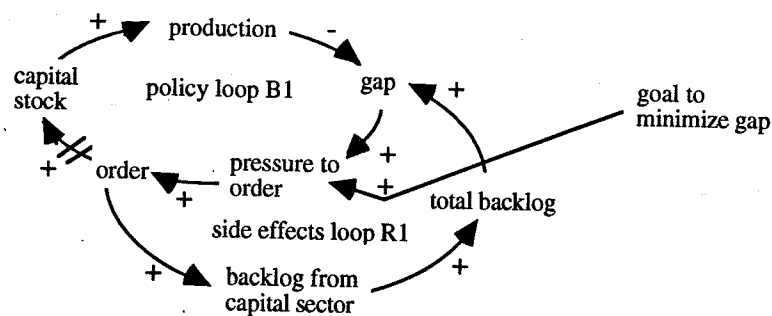 +
production
-
capital
stock
policy loop B1
gap
+
goal to
minimize gap
+
order
pressure to
order
+
+
+
total backlog
side effects loop R1
+
backlog from
capital sector
+